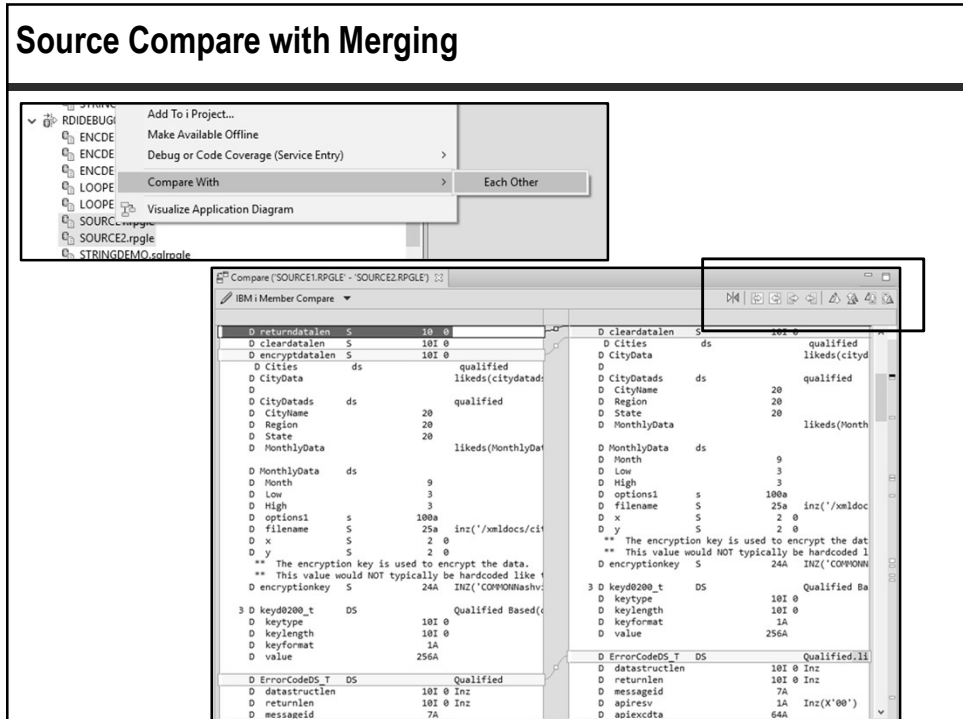 Source Compare with Merging
Add To i Project...
RDIDEBUG
Make Available Offline
ENCDE
ENCDE
Debug or Code Coverage (Service Entry) >
ENCDE
LOOPE
Compare With > Each Other
LOOPE
Visualize Application Diagram
SOURCE1.rpgle
SOURCE2.rpgle
STRINGDEMO.sqlrpgle
Compare ('SOURCE1.RPGLE' - 'SOURCE2.RPGLE')
IBM i Member Compare
D returndatalen S 10 0
D cleardatalen S 10I 0
D encryptdatalen S 10I 0
D Cities ds qualified
D CityData likeds(citydatads
D
D CityDatads ds qualified
D CityName 20
D Region 20
D State 20
D MonthlyData likeds(MonthlyDat
D MonthlyData ds
D Month 9
D Low 3
D High 3
D options1 s 100a
D filename S 25a inz('/xmldocs/cit
D x S 2 0
D y S 2 0
** The encryption key is used to encrypt the data.
** This value would NOT typically be hardcoded like t
D encryptionkey S 24A INZ('COMMONNashv:
3 D keyd0200_t DS Qualified Based(
D keytype 10I 0
D keylength 10I 0
D keyformat 1A
D value 256A
D ErrorCodeDS_T DS Qualified
D datastructlen 10I 0 Inz
D returnlen 10I 0 Inz
D messageid 7A
D cleardatalen S 10I 0
D Cities ds qualified
D CityData likeds(cityd
D
D CityDatads ds qualified
D CityName 20
D Region 20
D State 20
D MonthlyData likeds(Month
D MonthlyData ds
D Month 9
D Low 3
D High 3
D options1 s 100a
D filename S 25a inz('/xmldoc
D x S 2 0
D y S 2 0
** The encryption key is used to encrypt the dat
** This value would NOT typically be hardcoded l
D encryptionkey S 24A INZ('COMMONN
3 D keyd0200_t DS Qualified Ba
D keytype 10I 0
D keylength 10I 0
D keyformat 1A
D value 256A
D ErrorCodeDS_T DS Qualified,li
D datastructlen 10I 0 Inz
D returnlen 10I 0 Inz
D messageid 7A
D apiresv 1A Inz(X'00')
D apiexcdta 64A